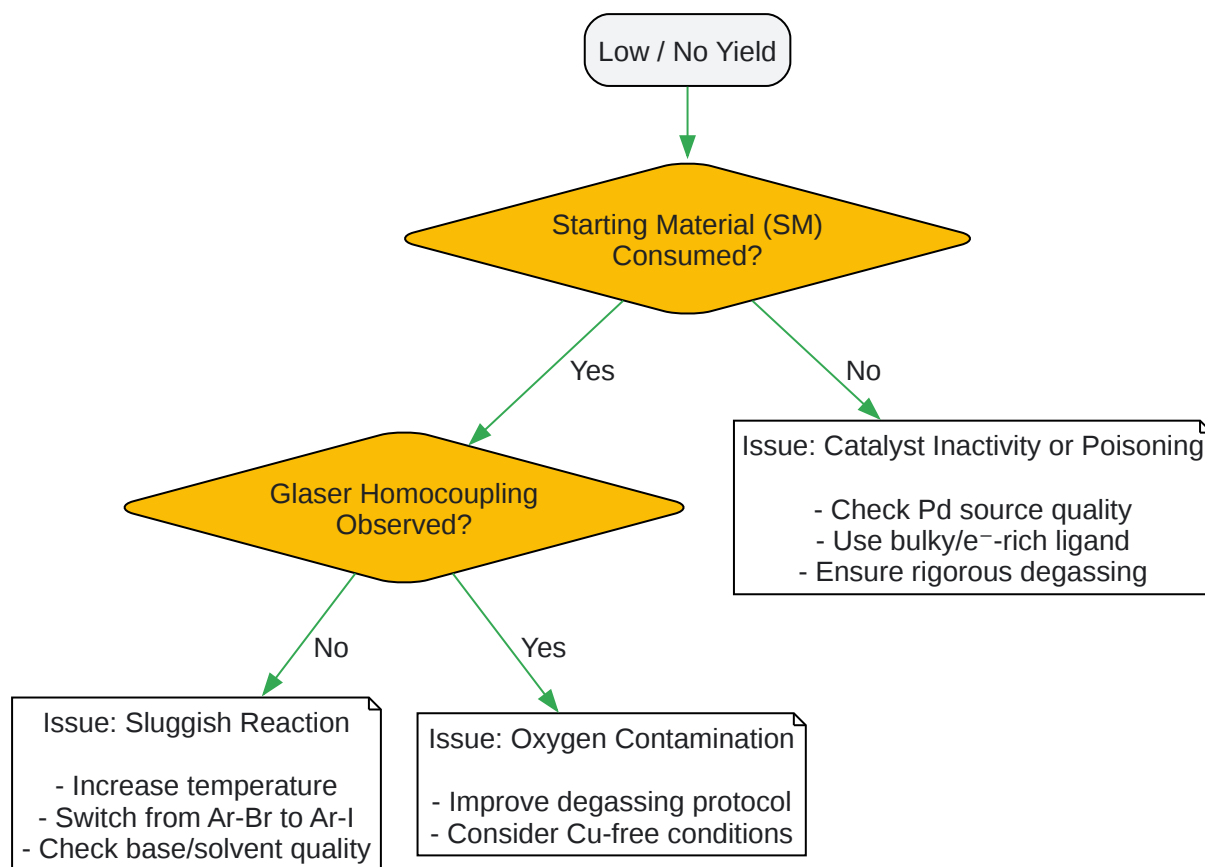 Low / No Yield
Starting Material (SM)
Consumed?
Yes
No
Glaser Homocoupling
Observed?
Issue: Catalyst Inactivity or Poisoning
- Check Pd source quality
- Use bulky/e⁻-rich ligand
- Ensure rigorous degassing
No
Yes
Issue: Sluggish Reaction
- Increase temperature
- Switch from Ar-Br to Ar-I
- Check base/solvent quality
Issue: Oxygen Contamination
- Improve degassing protocol
- Consider Cu-free conditions